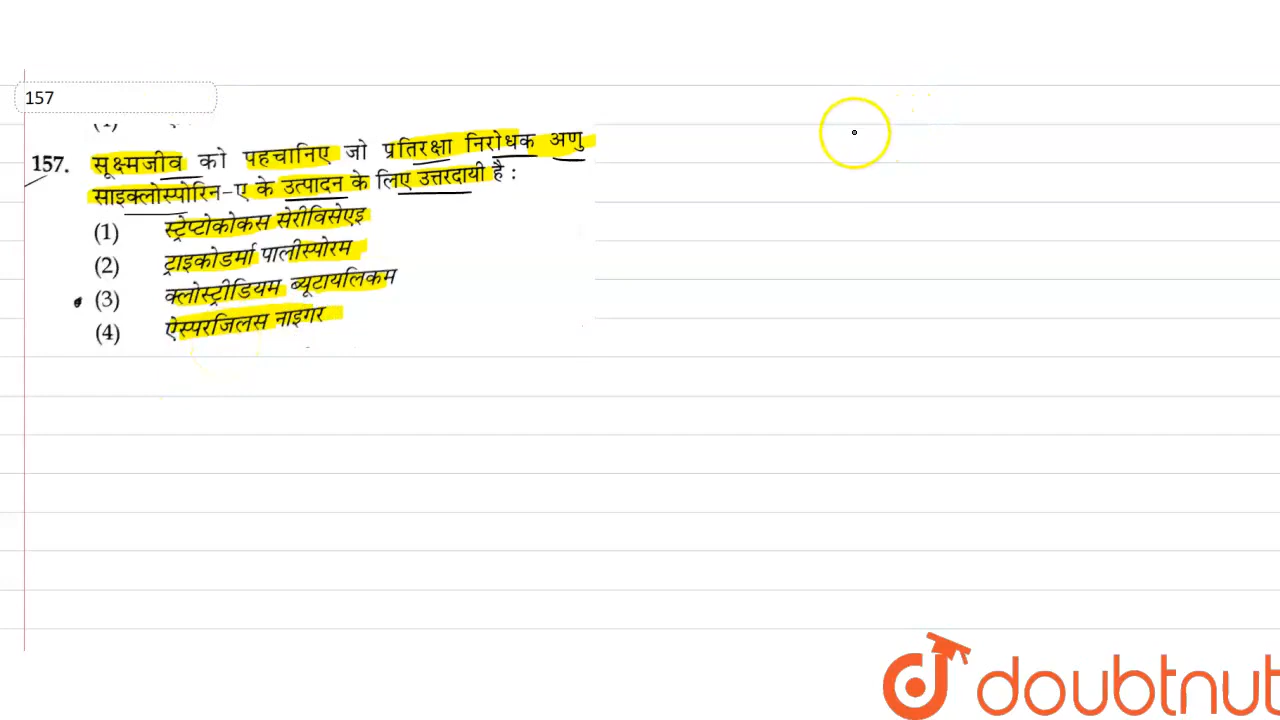 157
157. सूक्ष्मजीव को पहचानिए जो प्रतिरक्षा निरोधक अणु
साइक्लोस्पोरिन-ए के उत्पादन के लिए उत्तरदायी है :
(1) स्ट्रेप्टोकोकस सेरीविसेएइ
(2) ट्राइकोडर्मा पालीस्पोरम
(3) क्लोस्ट्रीडियम ब्यूटायलिकम
(4) ऐस्परजिलस नाइगर
doubtnut